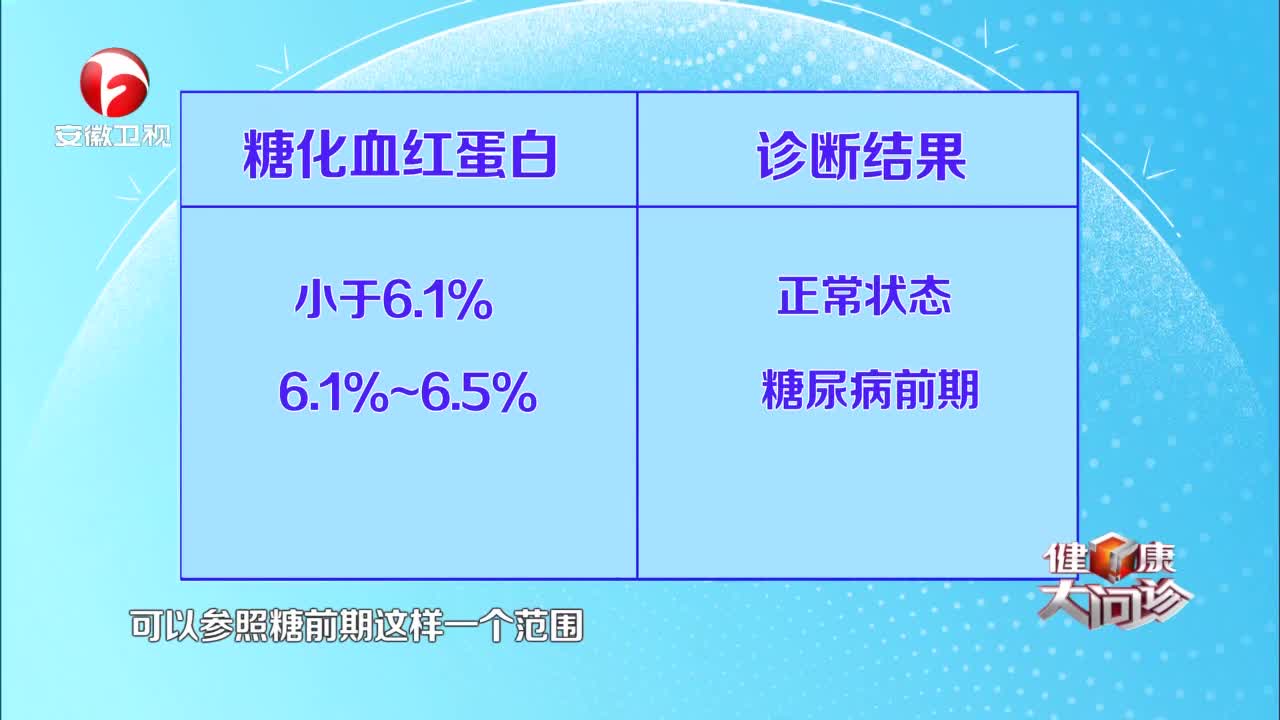 安徽卫视
糖化血红蛋白 诊断结果
小于6.1% 正常状态
6.1%~6.5% 糖尿病前期
健康
大问诊
可以参照糖前期这样一个范围